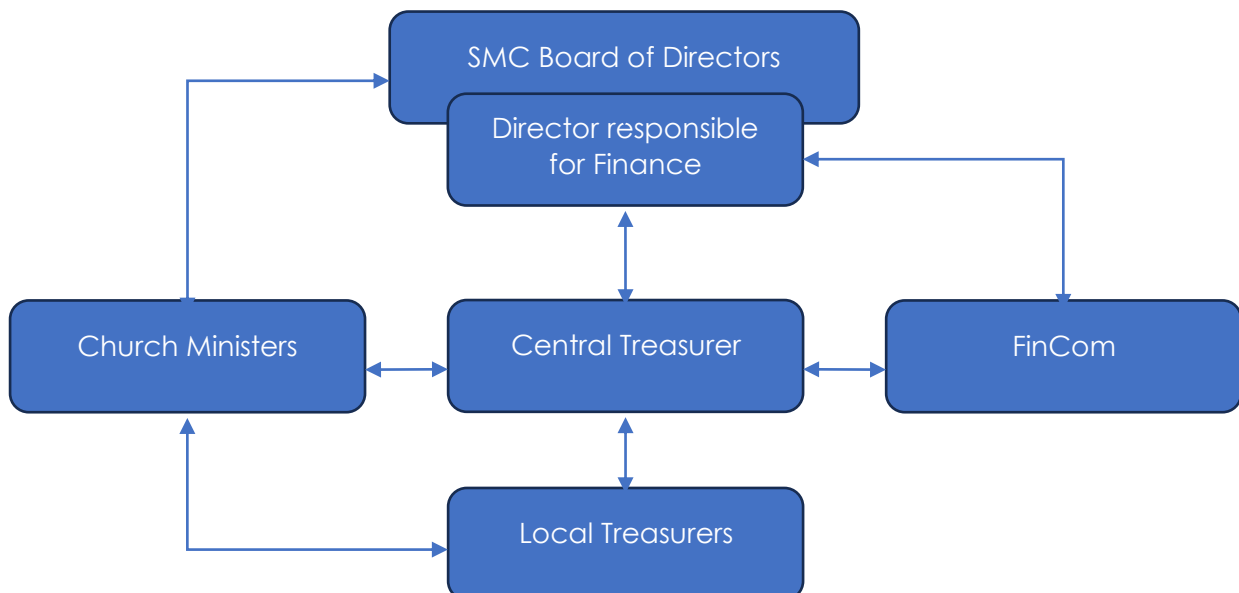 SMC Board of Directors
Director responsible
for Finance
Church Ministers
Central Treasurer
FinCom
Local Treasurers